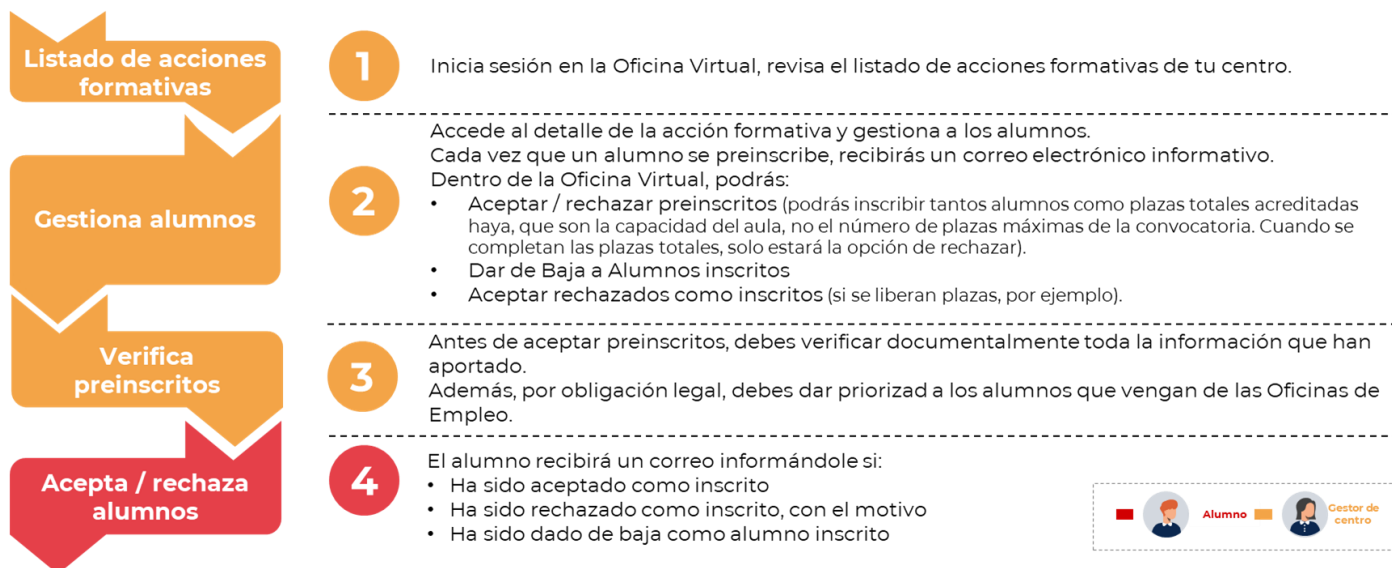 Listado de acciones
formativas
1
Inicia sesión en la Oficina Virtual, revisa el listado de acciones formativas de tu centro.
Gestiona alumnos
2
Accede al detalle de la acción formativa y gestiona a los alumnos.
Cada vez que un alumno se preinscribe, recibirás un correo electrónico informativo.
Dentro de la Oficina Virtual, podrás:
• Aceptar / rechazar preinscritos (podrás inscribir tantos alumnos como plazas totales acreditadas
haya, que son la capacidad del aula, no el número de plazas máximas de la convocatoria. Cuando se
completan las plazas totales, solo estará la opción de rechazar).
• Dar de Baja a Alumnos inscritos
• Aceptar rechazados como inscritos (si se liberan plazas, por ejemplo).
Verifica
preinscritos
3
Antes de aceptar preinscritos, debes verificar documentalmente toda la información que han
aportado.
Además, por obligación legal, debes dar priorizad a los alumnos que vengan de las Oficinas de
Empleo.
Acepta / rechaza
alumnos
4
El alumno recibirá un correo informándole si:
• Ha sido aceptado como inscrito
• Ha sido rechazado como inscrito, con el motivo
• Ha sido dado de baja como alumno inscrito
Alumno
Gestor de
centro